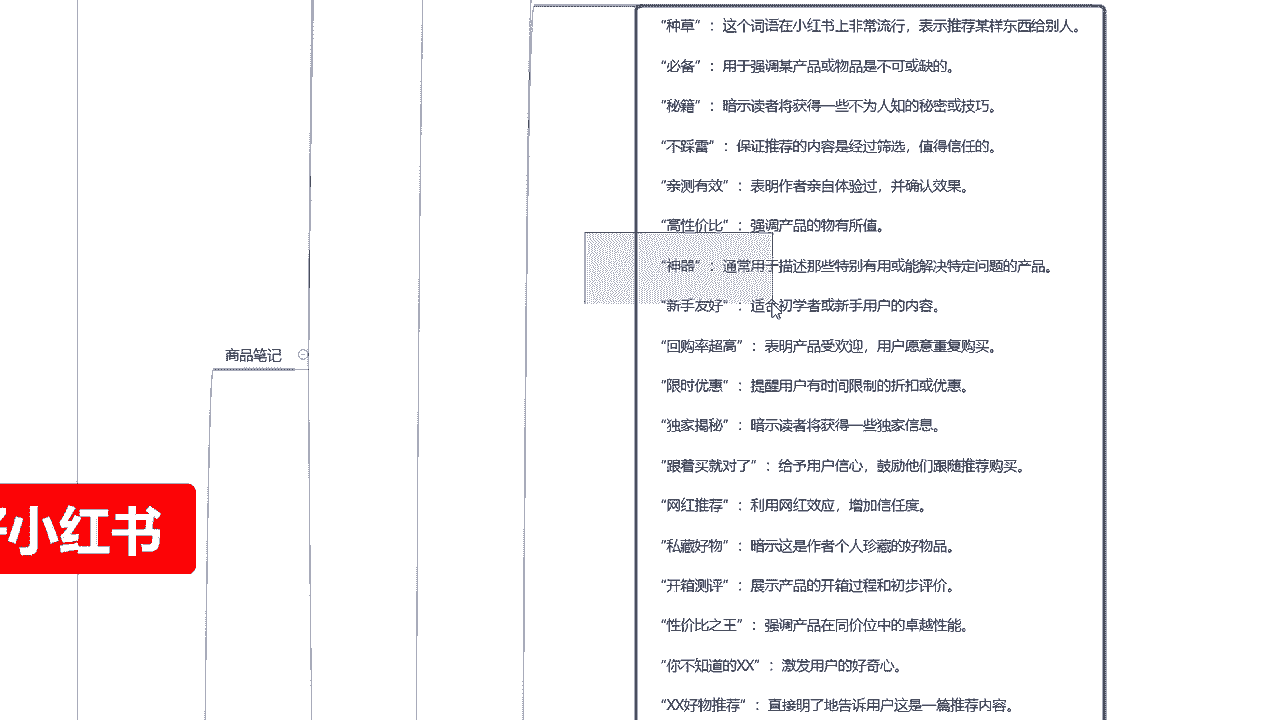 "种草"：这个词语在小红书上非常流行，表示推荐某样东西给别人。
"必备"：用于强调某产品或物品是不可或缺的。
"秘籍"：暗示读者将获得一些不为人知的秘密或技巧。
"不踩雷"：保证推荐的内容是经过筛选，值得信任的。
"亲测有效"：表明作者亲自体验过，并确认效果。
"高性价比"：强调产品的物有所值。
"神器"：通常用于描述那些特别有用或能解决特定问题的产品。
"新手友好"：适合初学者或新手用户的内容。
"回购率超高"：表明产品受欢迎，用户愿意重复购买。
"限时优惠"：提醒用户有时间限制的折扣或优惠。
"独家揭秘"：暗示读者将获得一些独家信息。
"跟着买就对了"：给予用户信心，鼓励他们跟随推荐购买。
"网红推荐"：利用网红效应，增加信任度。
"私藏好物"：暗示这是作者个人珍藏的好物品。
"开箱测评"：展示产品的开箱过程和初步评价。
"性价比之王"：强调产品在同价位中的卓越性能。
"你不知道的XX"：激发用户的好奇心。
"XX好物推荐"：直接明了地告诉用户这是一篇推荐内容。
商品笔记
小红书